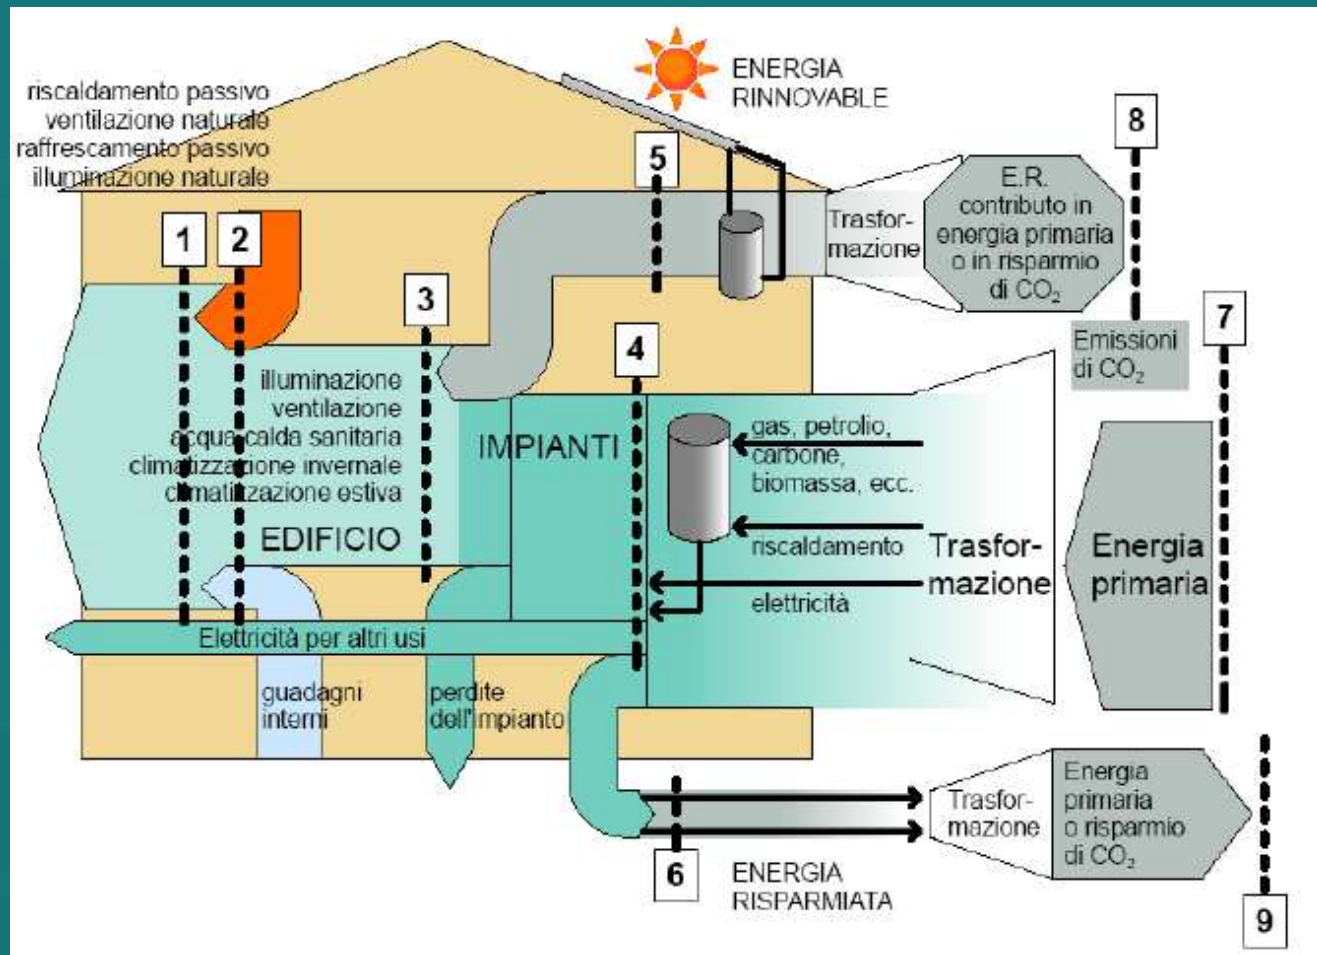 riscaldamento passivo
ventilazione naturale
raffrescamento passivo
illuminazione naturale
ENERGIA
RINNOVABLE
1
2
3
4
5
8
7
Trasfor-
mazione
E.R.
contributo in
energia primaria
o in risparmio
di CO₂
Emissioni
di CO₂
illuminazione
ventilazione
acqua calda sanitaria
climatizzazione invernale
climatizzazione estiva
EDIFICIO
IMPIANTI
gas, petrolio,
carbone,
biomassa, ecc.
riscaldamento
elettricità
Trasfor-
mazione
Energia
primaria
Elettricità per altri usi
guadagni
interni
perdite
dell'impianto
6
ENERGIA
RISPARMIATA
Trasfor-
mazione
Energia
primaria
o risparmio
di CO₂
9